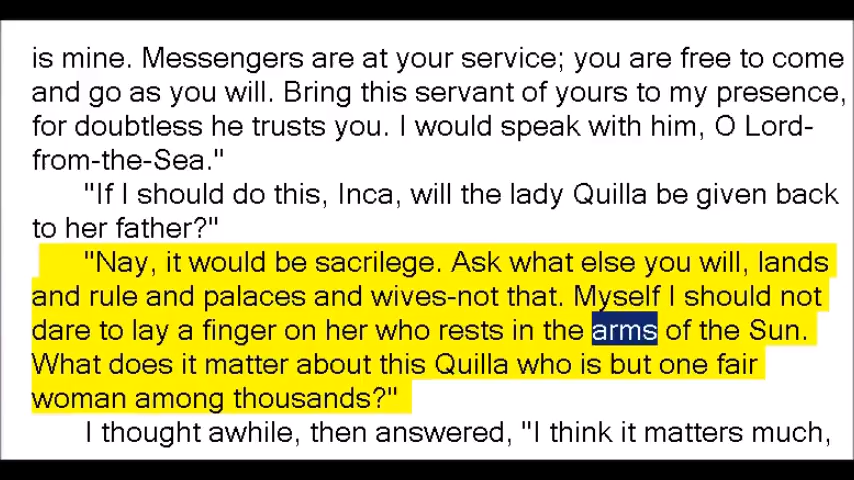 is mine. Messengers are at your service; you are free to come
and go as you will. Bring this servant of yours to my presence,
for doubtless he trusts you. I would speak with him, O Lord-
from-the-Sea."
"If I should do this, Inca, will the lady Quilla be given back
to her father?"
"Nay, it would be sacrilege. Ask what else you will, lands
and rule and palaces and wives-not that. Myself I should not
dare to lay a finger on her who rests in the arms of the Sun.
What does it matter about this Quilla who is but one fair
woman among thousands?"
I thought awhile, then answered, "I think it matters much,